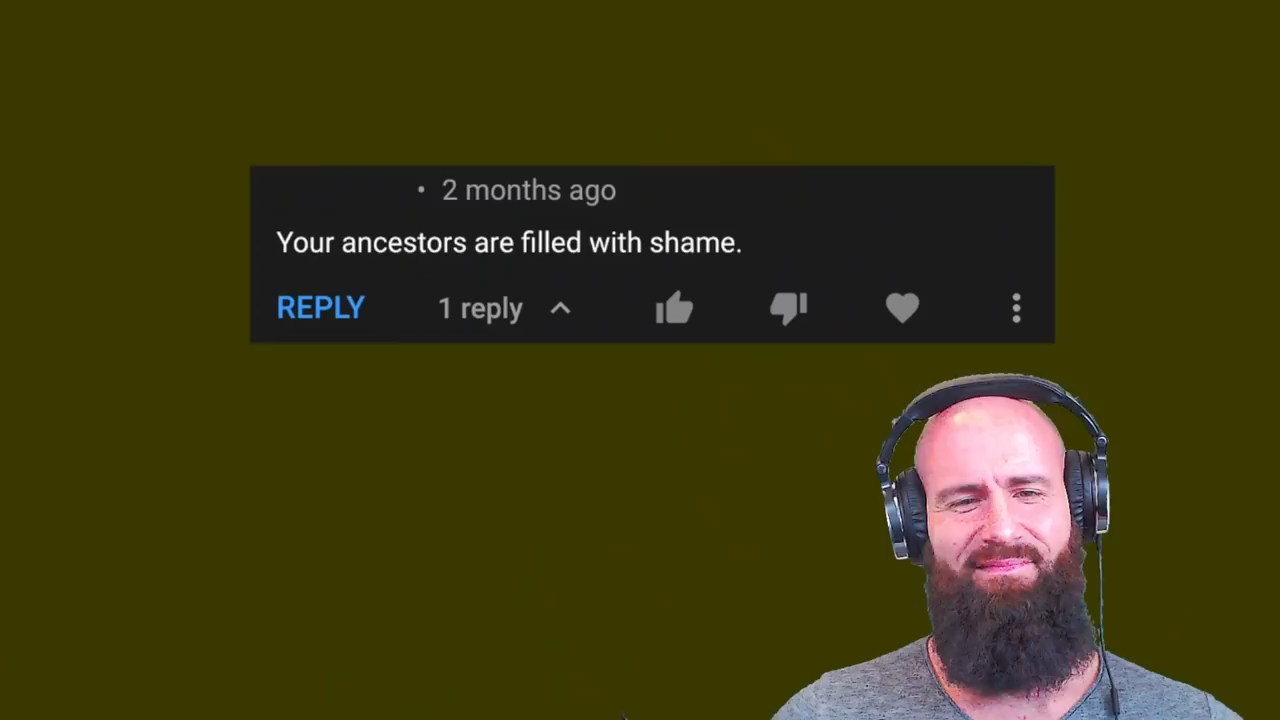 • 2 months ago
Your ancestors are filled with shame.
REPLY 1 reply